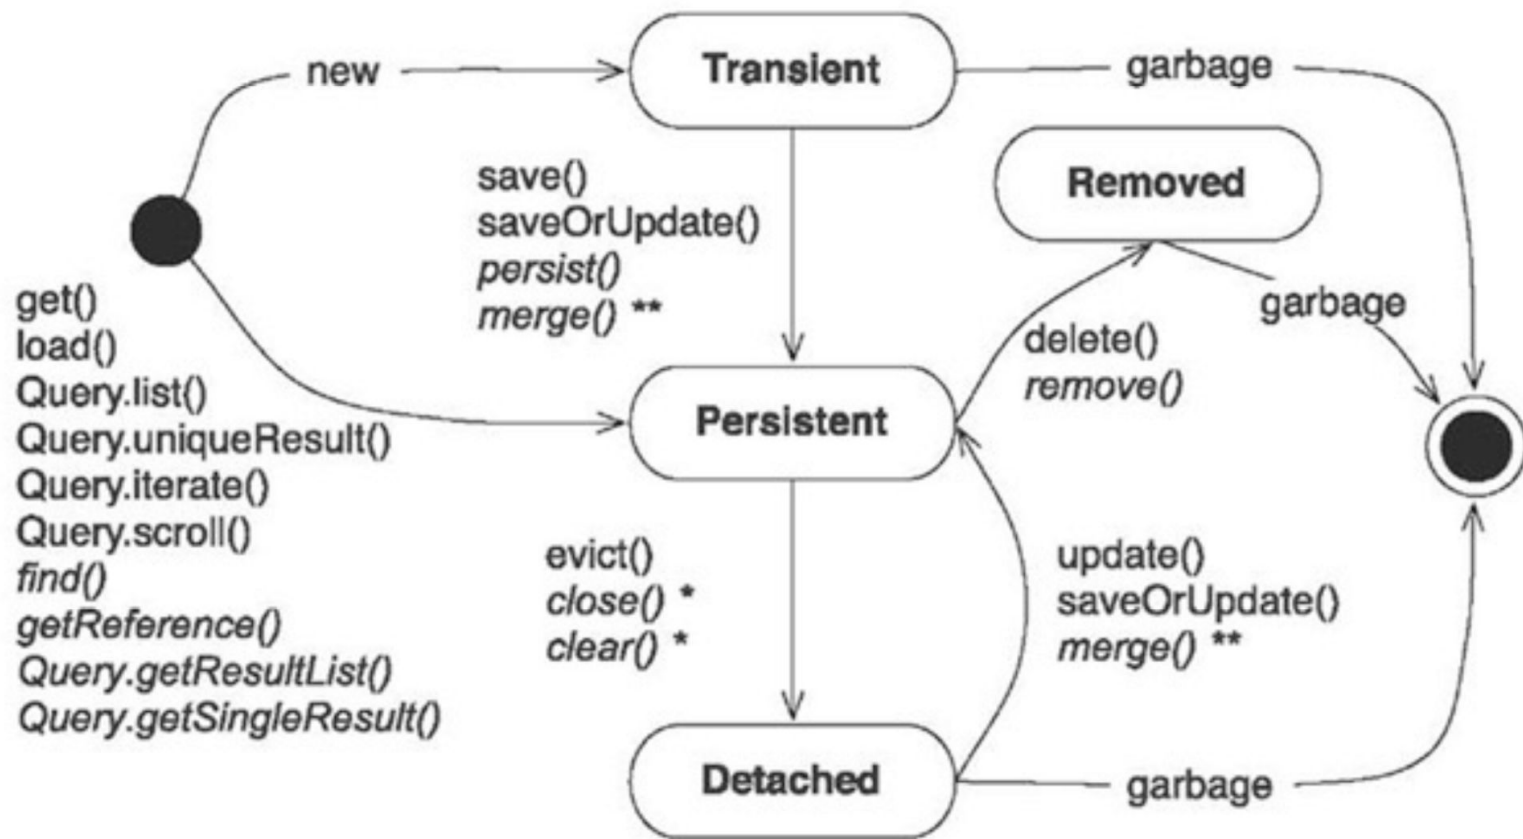 new
Transient
garbage
Removed
save()
saveOrUpdate()
persist()
merge() **
garbage
get()
load()
Query.list()
Query.uniqueResult()
Query.iterate()
Query.scroll()
find()
getReference()
Query.getResultList()
Query.getSingleResult()
delete()
remove()
Persistent
evict()
close() *
clear() *
update()
saveOrUpdate()
merge() **
Detached
garbage